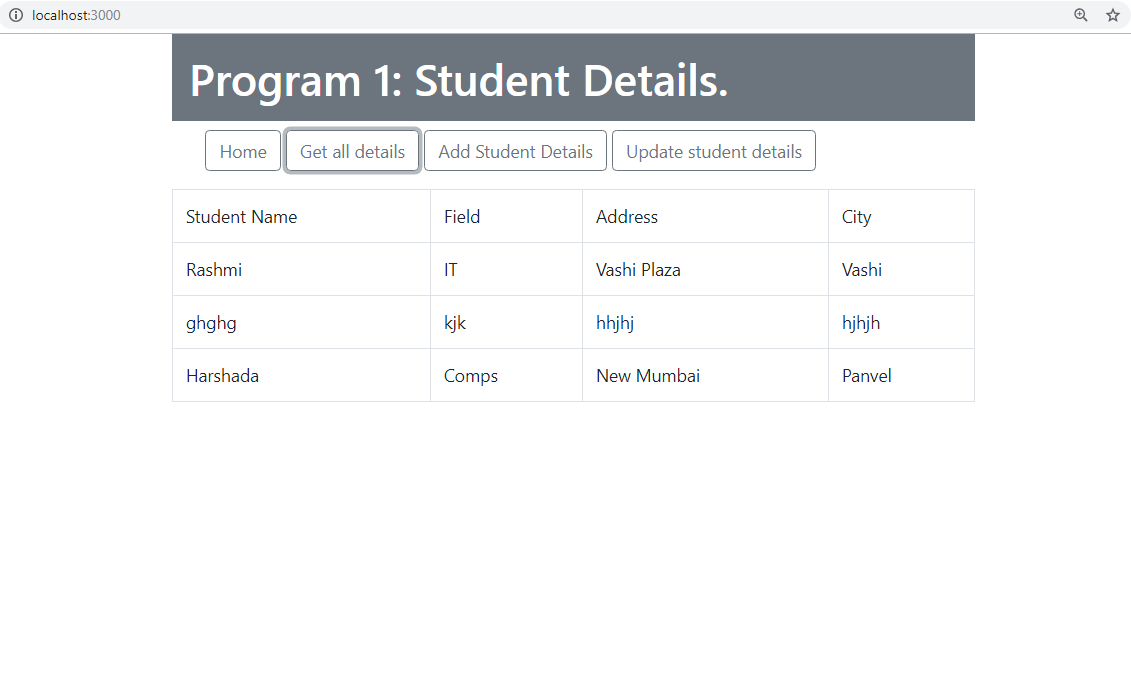 localhost:3000
Program 1: Student Details.
Home Get all details Add Student Details Update student details
Student Name Field Address City
Rashmi IT Vashi Plaza Vashi
ghghg kjk hhjhj hjhjh
Harshada Comps New Mumbai Panvel